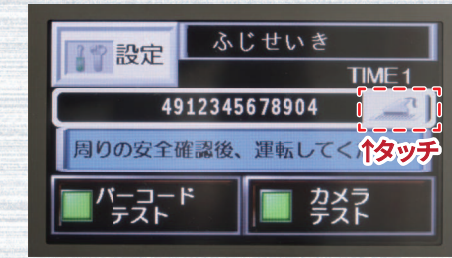 設定
ふじせいき
TIME 1
4912345678904
周りの安全確認後、運転してく
↑タッチ
バーコード
テスト
カメラ
テスト